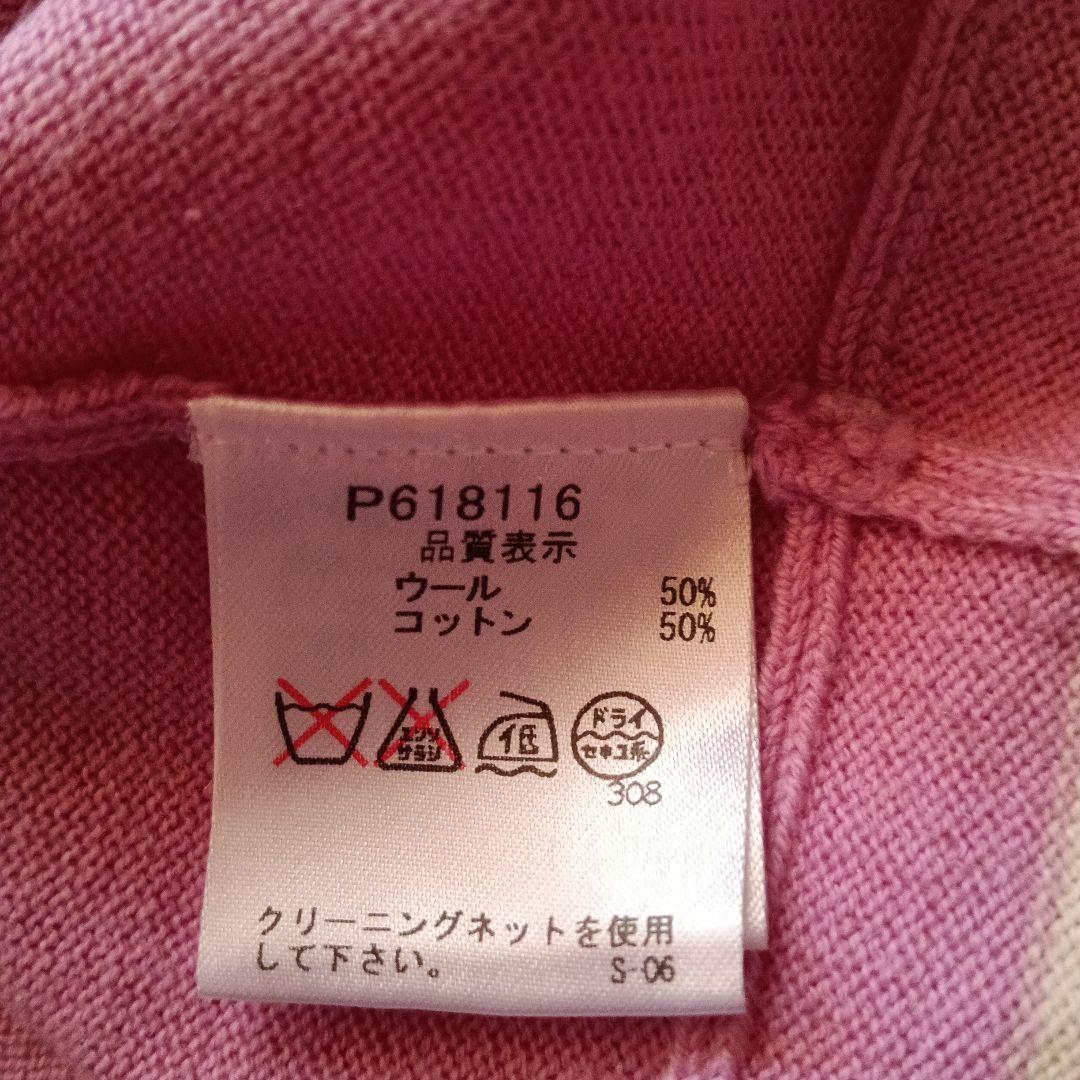 P618116
品質表示
ウール 50%
コットン 50%
エンソ
サラシ
低
ドライ
セキユ系
308
クリーニングネットを使用
して下さい。 S-06